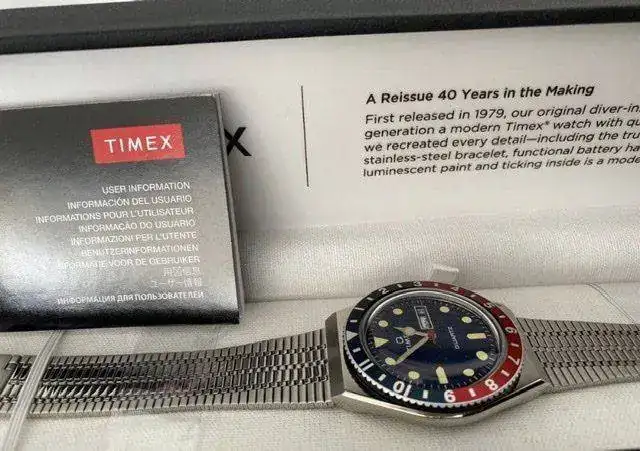 TIMEX
USER INFORMATION
INFORMACIÓN DEL USUARIO
INFORMATIONS POUR L'UTILISATEUR
INFORMAÇÃO DO USUÁRIO
INFORMAZIONI PER L'UTENTE
BENUTZERINFORMATIONEN
INFORMATIE VOOR DE GEBRUIKER
用户信息
ユーザー情報
ИНФОРМАЦИЯ ДЛЯ ПОЛЬЗОВАТЕЛЕЙ
X
A Reissue 40 Years in the Making
First released in 1979, our original diver-in
generation a modern Timex® watch with qu
we recreated every detail—including the tru
stainless-steel bracelet, functional battery ha
luminescent paint and ticking inside is a mode
TIMEX
QUARTZ